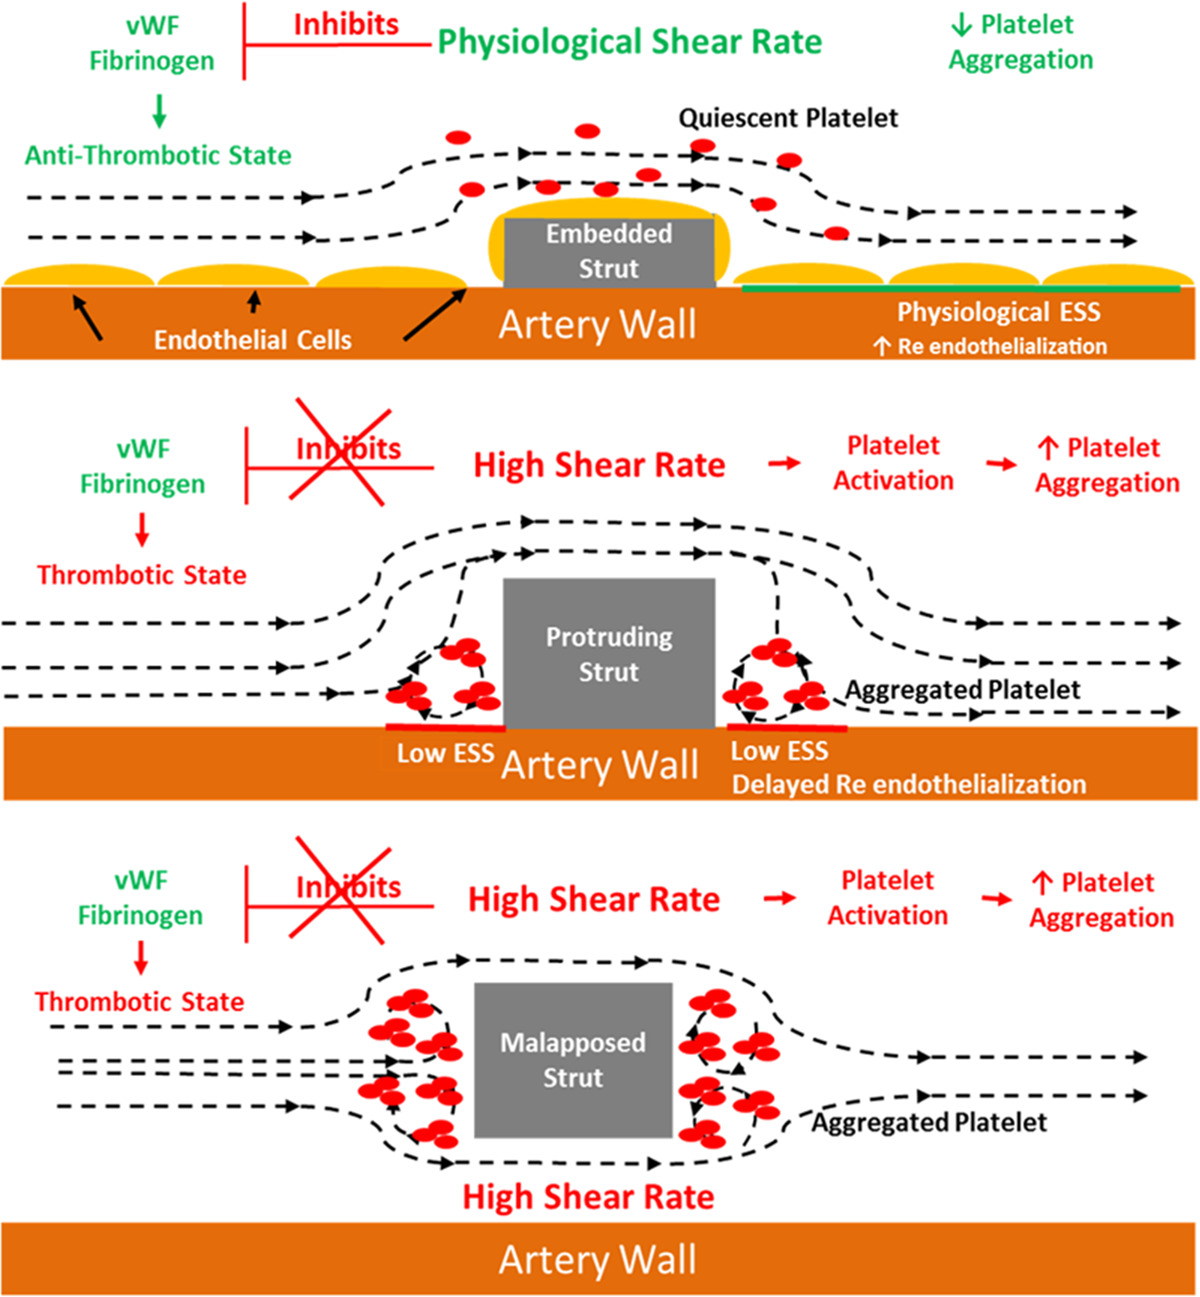 vWF
Fibrinogen
Inhibits
Physiological Shear Rate
↓ Platelet
Aggregation
Anti-Thrombotic State
Quiescent Platelet
Embedded
Strut
Endothelial Cells
Artery Wall
Physiological ESS
↑ Re endothelialization
vWF
Fibrinogen
Inhibits
High Shear Rate
Platelet
Activation
↑ Platelet
Aggregation
Thrombotic State
Protruding
Strut
Aggregated Platelet
Low ESS
Artery Wall
Low ESS
Delayed Re endothelialization
vWF
Fibrinogen
Inhibits
High Shear Rate
Platelet
Activation
↑ Platelet
Aggregation
Thrombotic State
Malapposed
Strut
Aggregated Platelet
High Shear Rate
Artery Wall